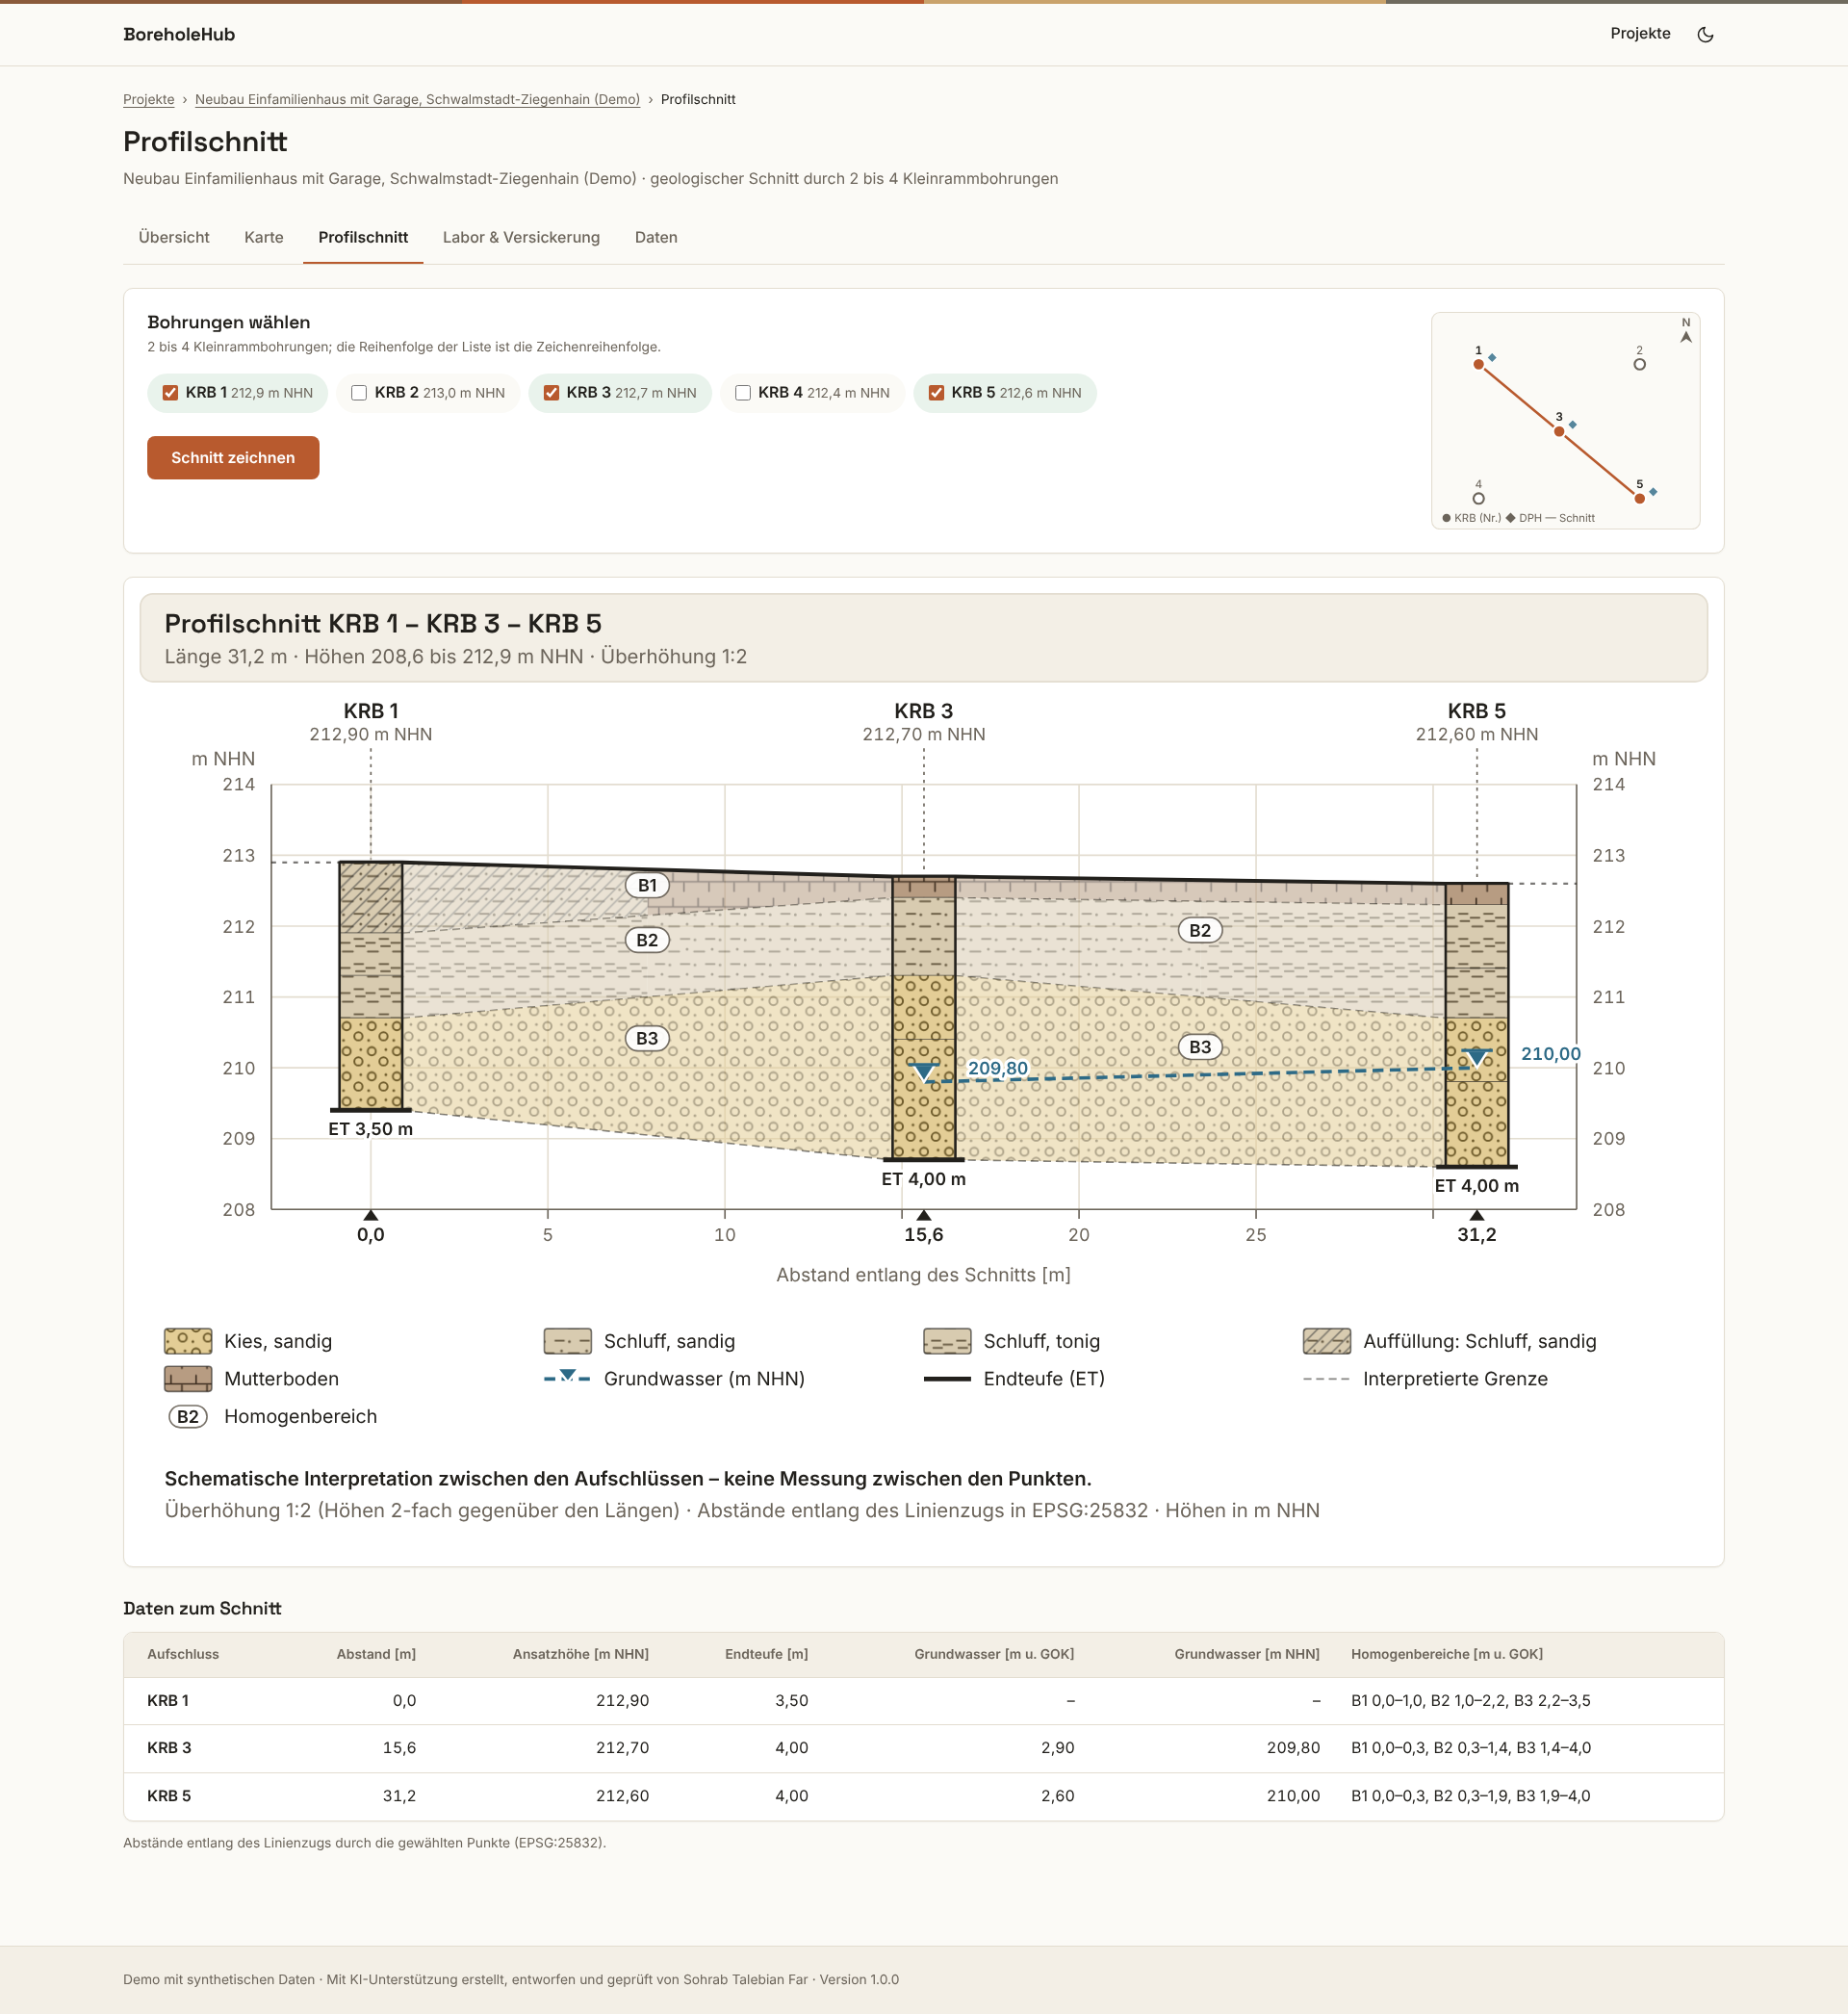 BoreholeHub
Projekte
Projekte › Neubau Einfamilienhaus mit Garage, Schwalmstadt-Ziegenhain (Demo) › Profilschnitt
Profilschnitt
Neubau Einfamilienhaus mit Garage, Schwalmstadt-Ziegenhain (Demo) · geologischer Schnitt durch 2 bis 4 Kleinrammbohrungen
Übersicht Karte Profilschnitt Labor & Versickerung Daten
Bohrungen wählen
2 bis 4 Kleinrammbohrungen; die Reihenfolge der Liste ist die Zeichenreihenfolge.
KRB 1 212,9 m NHN KRB 2 213,0 m NHN KRB 3 212,7 m NHN KRB 4 212,4 m NHN KRB 5 212,6 m NHN
Schnitt zeichnen
N
1 2
3
4 5
KRB (Nr.) DPH — Schnitt
Profilschnitt KRB 1 – KRB 3 – KRB 5
Länge 31,2 m · Höhen 208,6 bis 212,9 m NHN · Überhöhung 1:2
KRB 1 KRB 3 KRB 5
212,90 m NHN 212,70 m NHN 212,60 m NHN
m NHN m NHN
214 214
213 213
B1
212 B2 B2 212
211 211
B3 B3
210 209,80 210,00 210
209 209
ET 3,50 m
ET 4,00 m ET 4,00 m
208 208
0,0 5 10 15,6 20 25 31,2
Abstand entlang des Schnitts [m]
Kies, sandig Schluff, sandig Schluff, tonig Auffüllung: Schluff, sandig
Mutterboden Grundwasser (m NHN) Endteufe (ET) Interpretierte Grenze
B2 Homogenbereich
Schematische Interpretation zwischen den Aufschlüssen – keine Messung zwischen den Punkten.
Überhöhung 1:2 (Höhen 2-fach gegenüber den Längen) · Abstände entlang des Linienzugs in EPSG:25832 · Höhen in m NHN
Daten zum Schnitt
Aufschluss Abstand [m] Ansatzhöhe [m NHN] Endteufe [m] Grundwasser [m u. GOK] Grundwasser [m NHN] Homogenbereiche [m u. GOK]
KRB 1 0,0 212,90 3,50 – – B1 0,0–1,0, B2 1,0–2,2, B3 2,2–3,5
KRB 3 15,6 212,70 4,00 2,90 209,80 B1 0,0–0,3, B2 0,3–1,4, B3 1,4–4,0
KRB 5 31,2 212,60 4,00 2,60 210,00 B1 0,0–0,3, B2 0,3–1,9, B3 1,9–4,0
Abstände entlang des Linienzugs durch die gewählten Punkte (EPSG:25832).
Demo mit synthetischen Daten · Mit KI-Unterstützung erstellt, entworfen und geprüft von Sohrab Talebian Far · Version 1.0.0